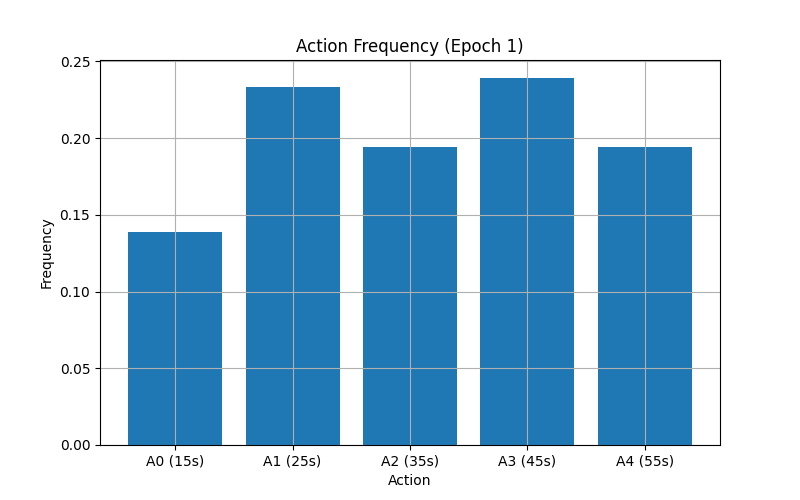 Action Frequency (Epoch 1)
0.25
0.20
0.15
0.10
0.05
0.00
Frequency
A0 (15s) A1 (25s) A2 (35s) A3 (45s) A4 (55s)
Action